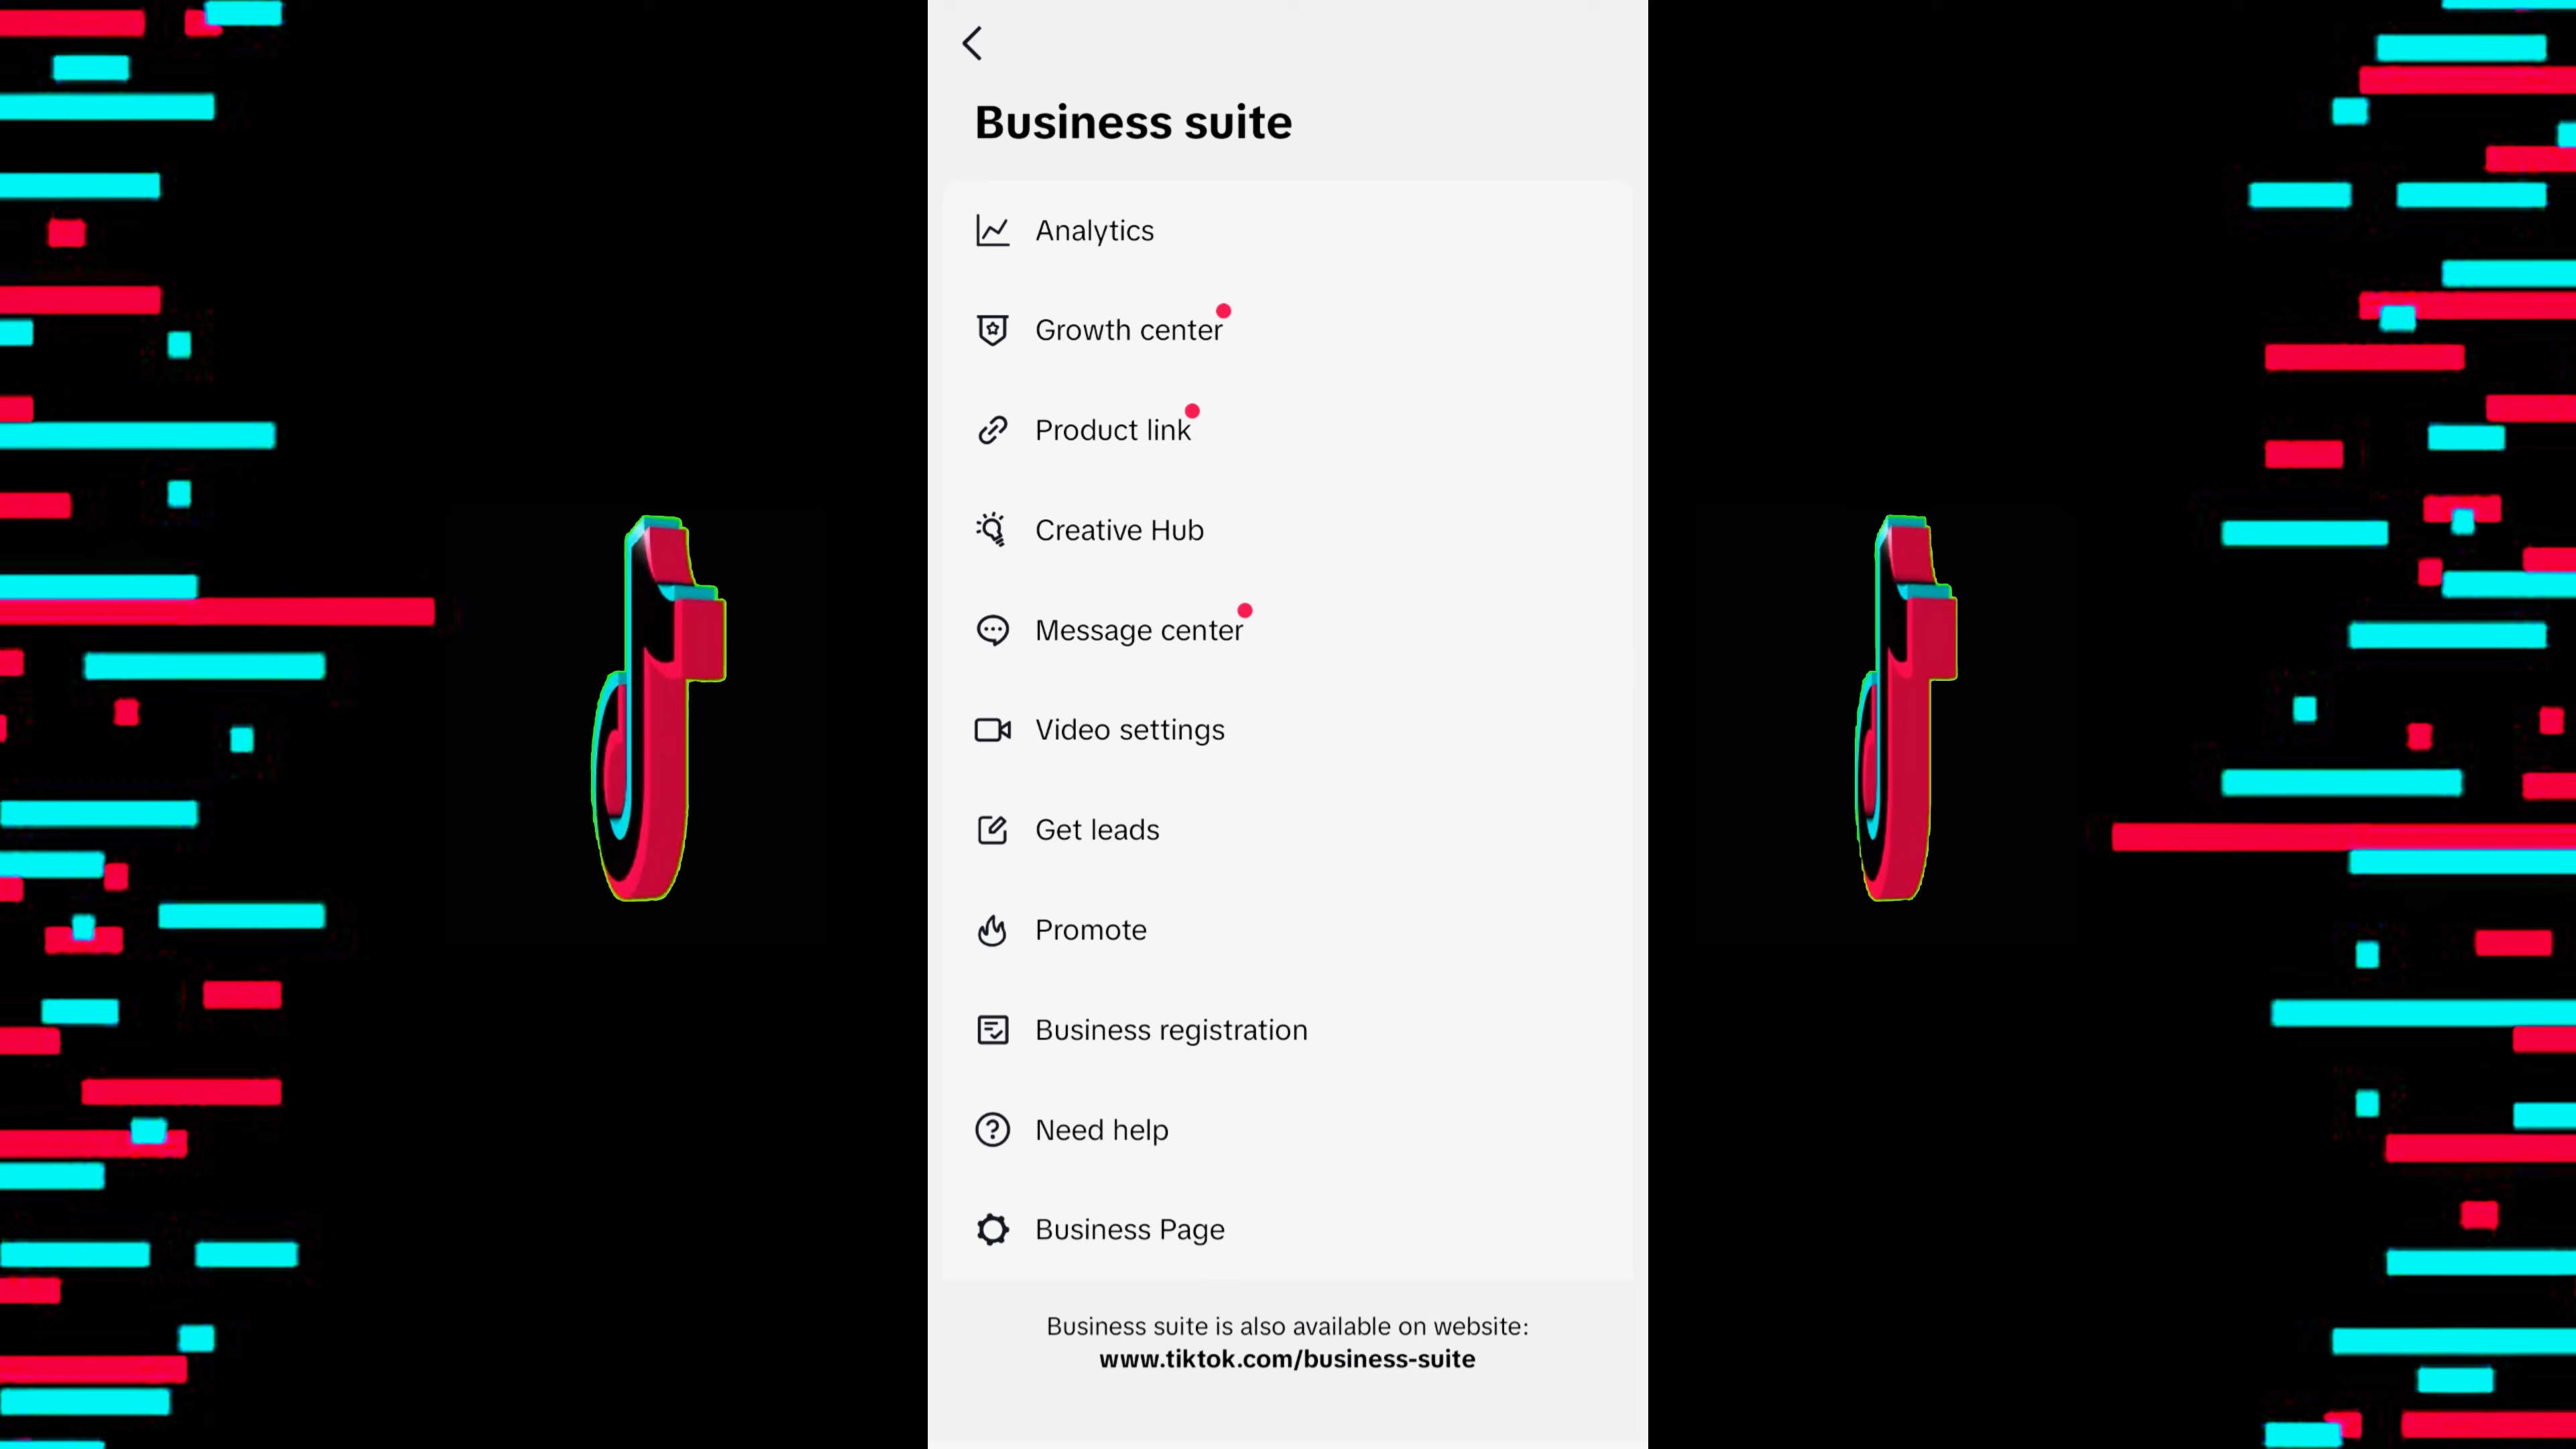 Business suite
Analytics
Growth center
Product link
Creative Hub
Message center
Video settings
Get leads
Promote
Business registration
Need help
Business Page
Business suite is also available on website:
www.tiktok.com/business-suite